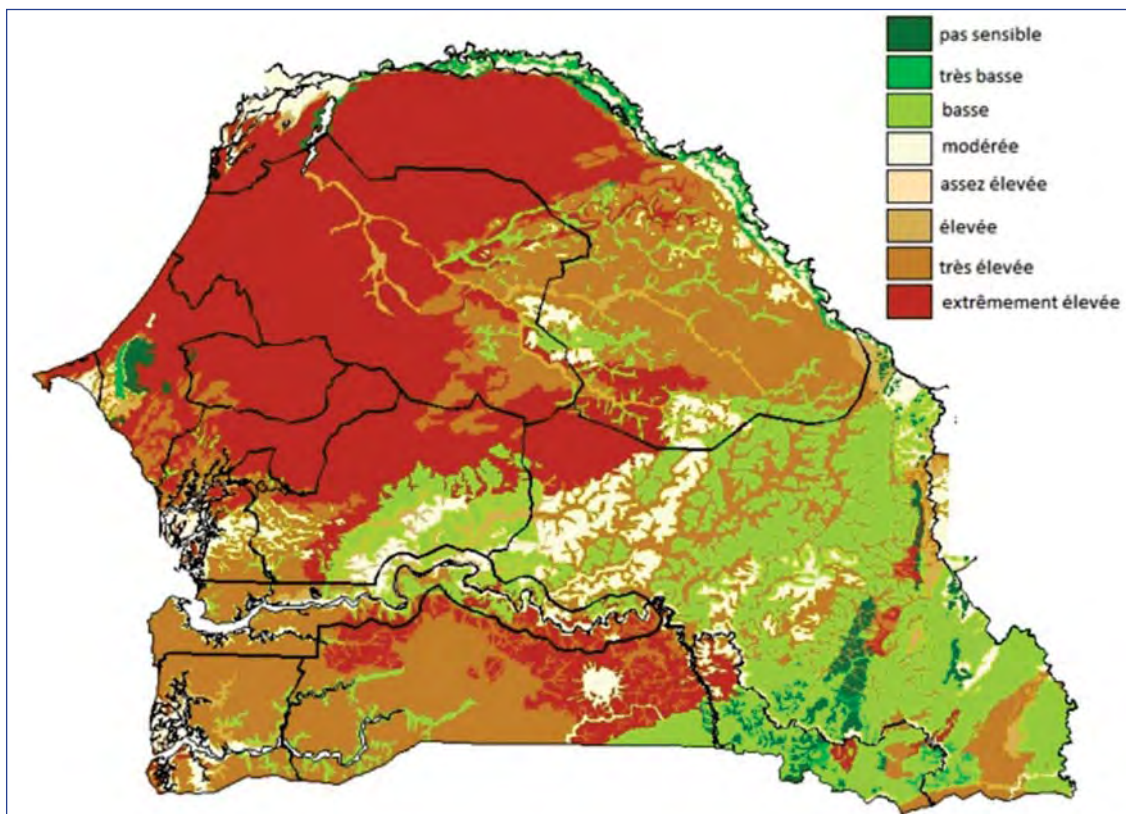 pas sensible
très basse
basse
modérée
assez élevée
élevée
très élevée
extrêmement élevée